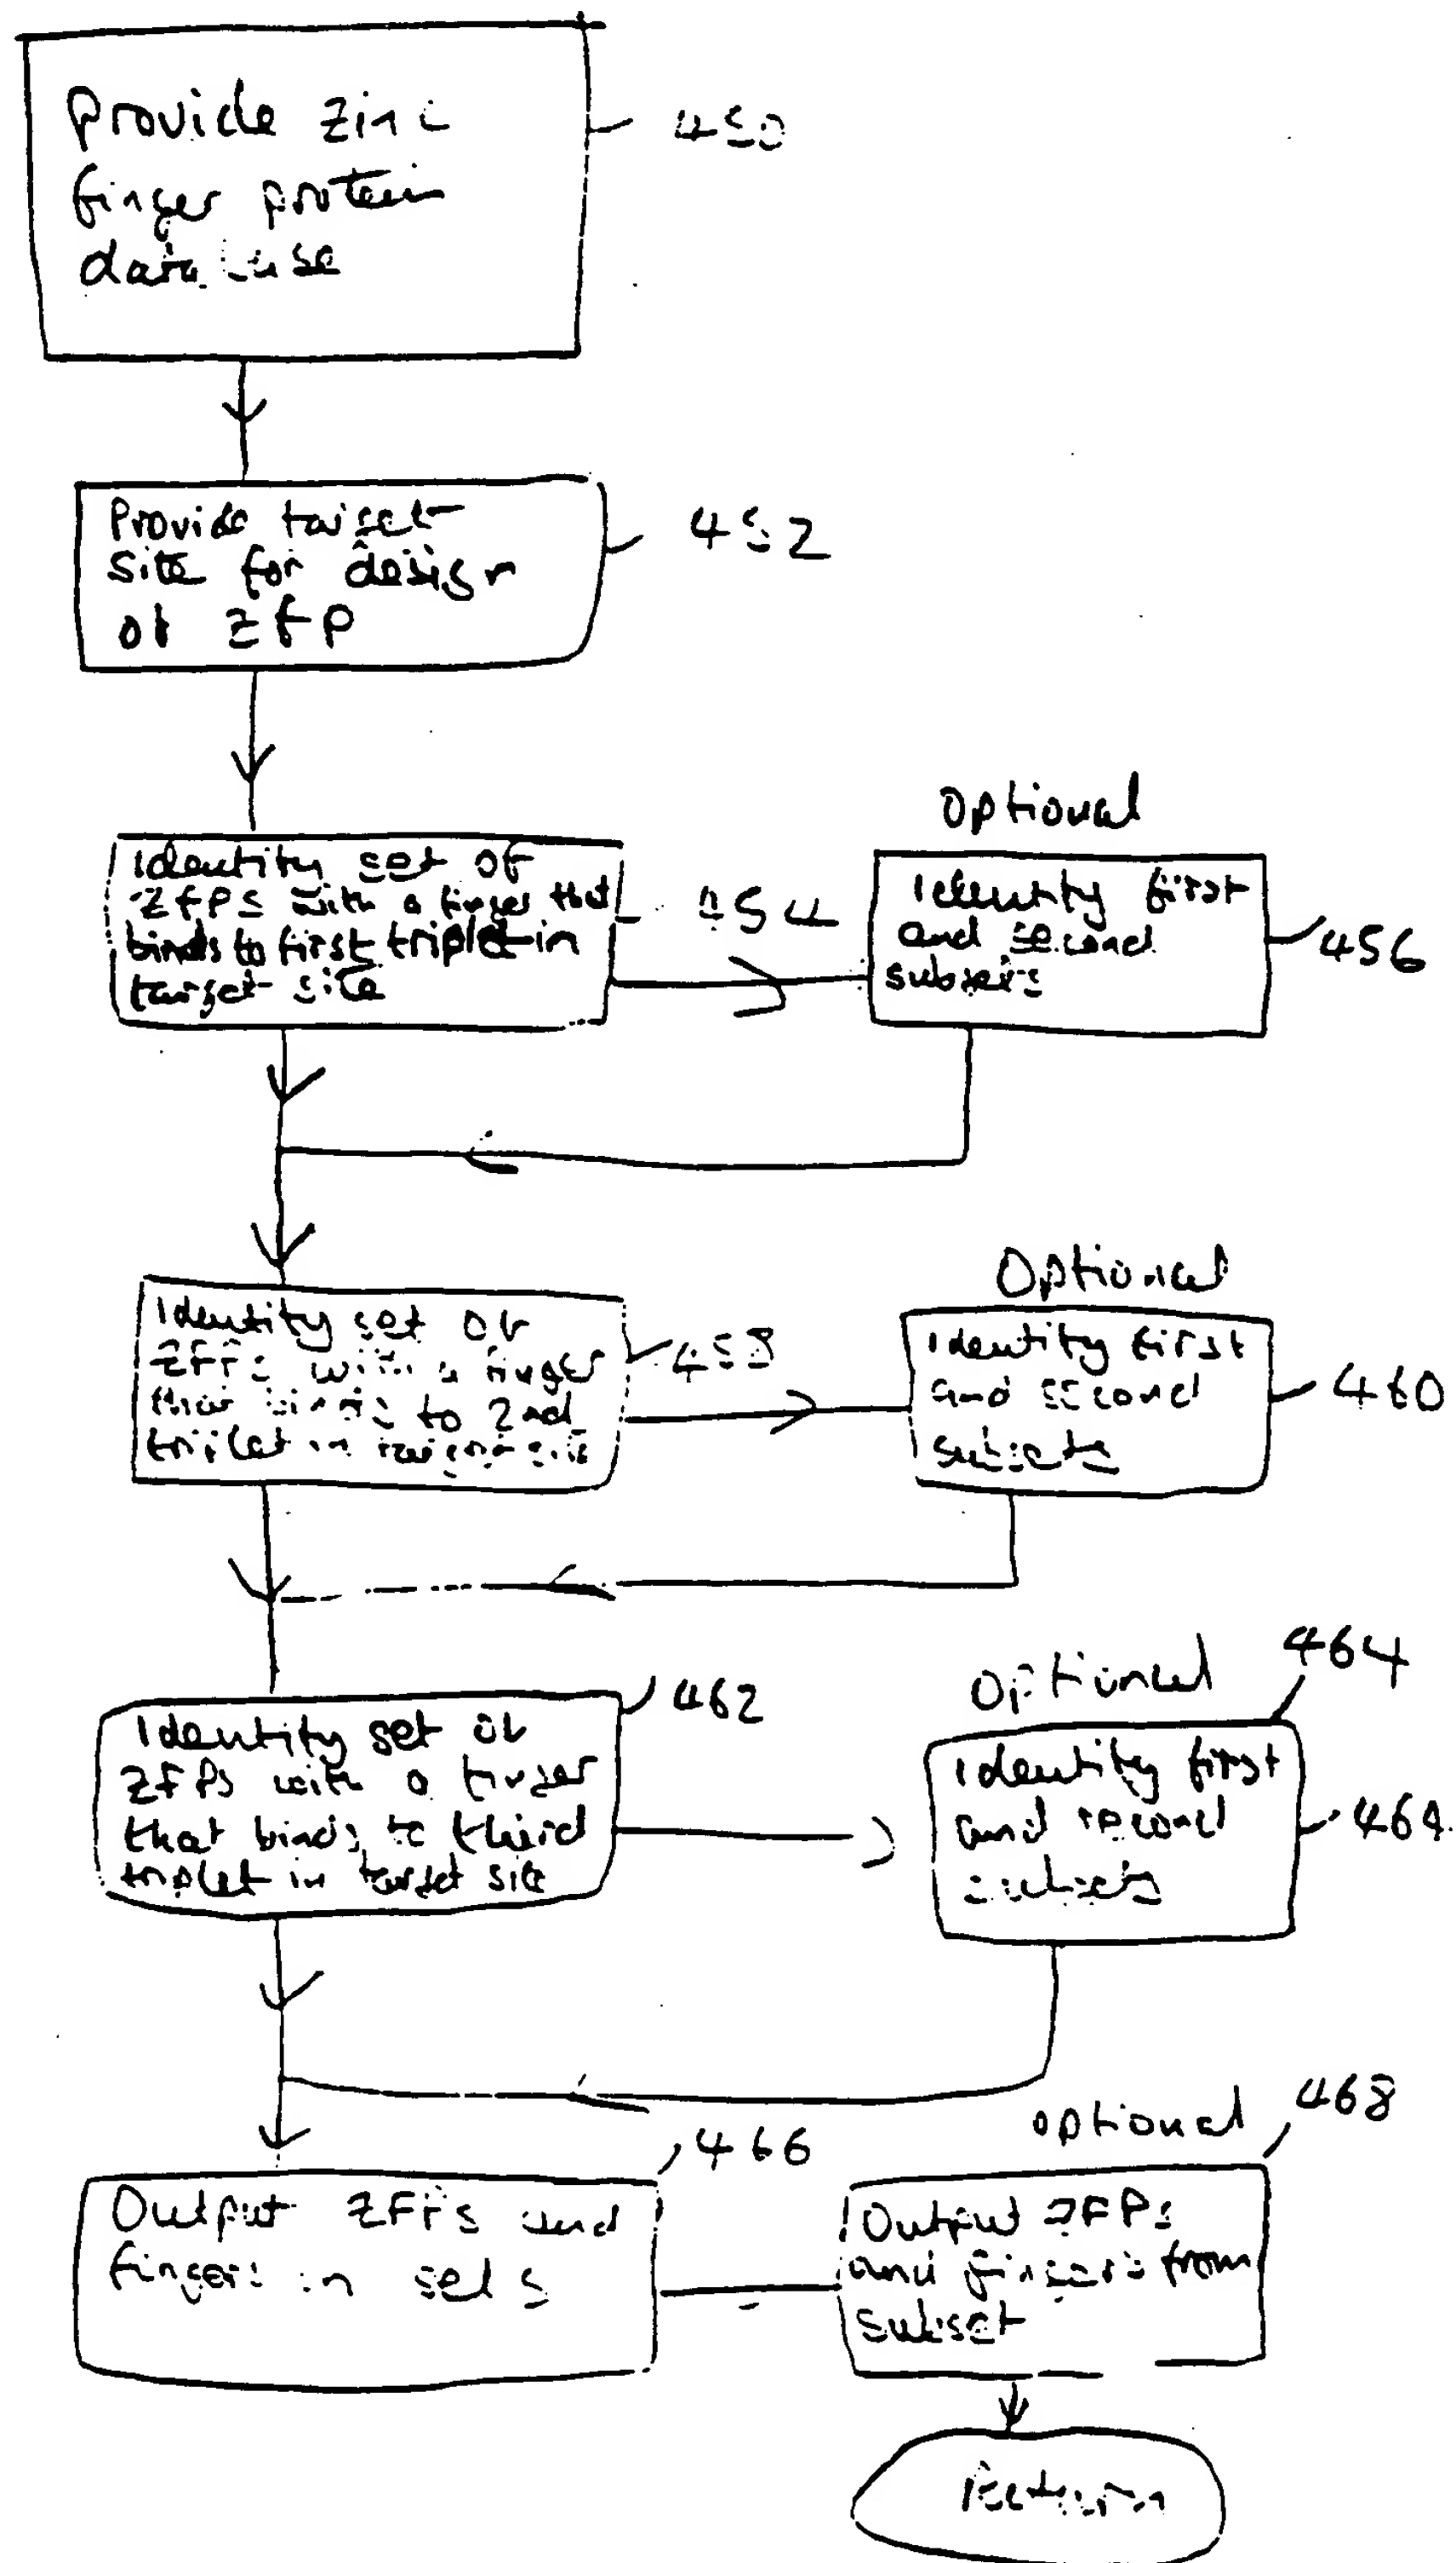 Provide zinc
finger protein
database
450
Provide target
site for design
of ZFP
452
Identify set of
ZFPs with a finger that
binds to first triplet in
target site
454
Optional
Identify first
and second
subsets
456
Identify set of
ZFPs with a finger
that binds to 2nd
triplet in target site
458
Optional
Identify first
and second
subsets
460
Identify set of
ZFPs with a finger
that binds to third
triplet in target site
462
Optional
464
Identify first
and second
subsets
464
Output ZFPs and
fingers in sets
466
Optional
468
Output ZFPs
and fingers from
subset
Return